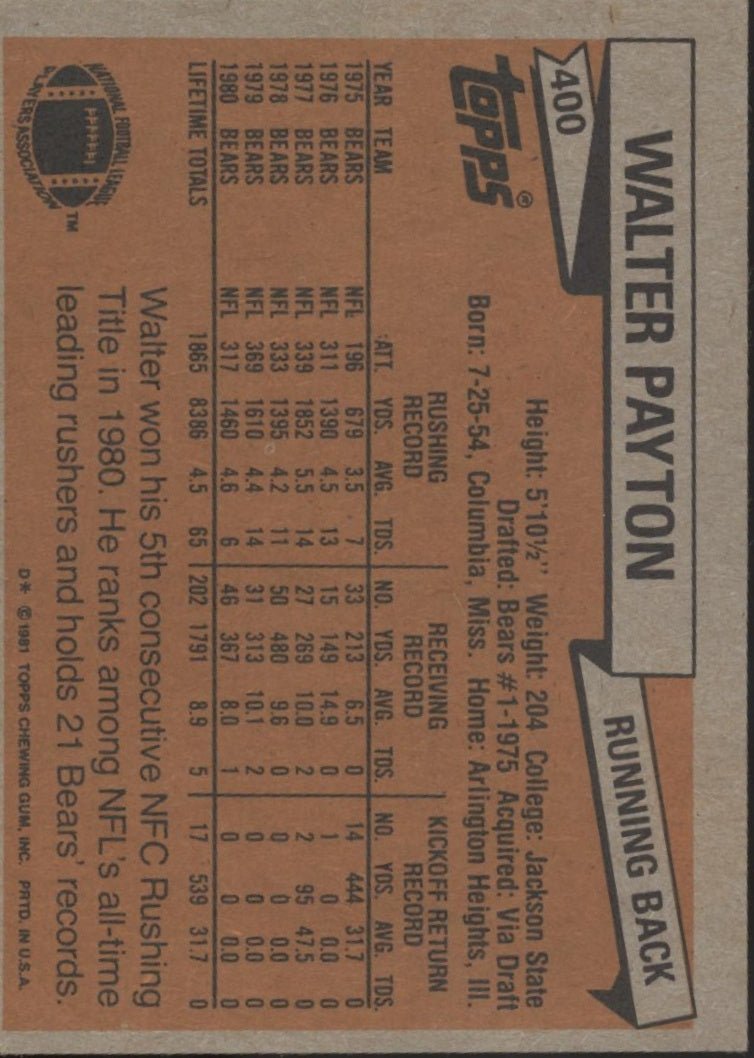 400
WALTER PAYTON
RUNNING BACK
topps®
Height: 5'10½" Weight: 204 College: Jackson State
Drafted: Bears #1-1975 Acquired: Via Draft
Born: 7-25-54, Columbia, Miss. Home: Arlington Heights, Ill.
RUSHING RECORD RECEIVING RECORD KICKOFF RETURN RECORD
YEAR TEAM ATT. YDS. AVG. TDS. NO. YDS. AVG. TDS. NO. YDS. AVG. TDS.
1975 BEARS NFL 196 679 3.5 7 33 213 6.5 0 14 444 31.7 0
1976 BEARS NFL 311 1390 4.5 13 15 149 14.9 0 1 0 0.0 0
1977 BEARS NFL 339 1852 5.5 14 27 269 10.0 2 2 95 47.5 0
1978 BEARS NFL 333 1395 4.2 11 50 480 9.6 0 0 0 0.0 0
1979 BEARS NFL 369 1610 4.4 14 31 313 10.1 2 0 0 0.0 0
1980 BEARS NFL 317 1460 4.6 6 46 367 8.0 1 0 0 0.0 0
LIFETIME TOTALS 1865 8386 4.5 65 202 1791 8.9 5 17 539 31.7 0
NATIONAL FOOTBALL LEAGUE
PLAYERS ASSOCIATION
TM
Walter won his 5th consecutive NFC Rushing
Title in 1980. He ranks among NFL's all-time
leading rushers and holds 21 Bears' records.
D* ©1981 TOPPS CHEWING GUM, INC. PRTD. IN U.S.A.